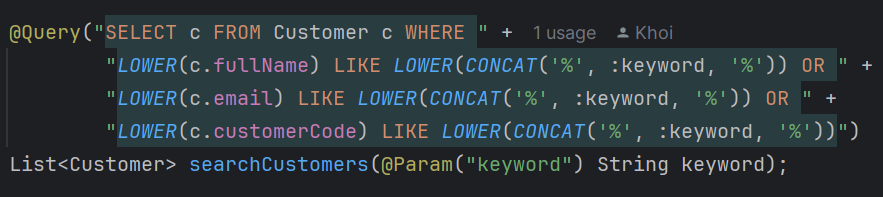 @Query("SELECT c FROM Customer c WHERE " + 1 usage Khoi
"LOWER(c.fullName) LIKE LOWER(CONCAT('%', :keyword, '%')) OR " +
"LOWER(c.email) LIKE LOWER(CONCAT('%', :keyword, '%')) OR " +
"LOWER(c.customerCode) LIKE LOWER(CONCAT('%', :keyword, '%'))")
List<Customer> searchCustomers(@Param("keyword") String keyword);